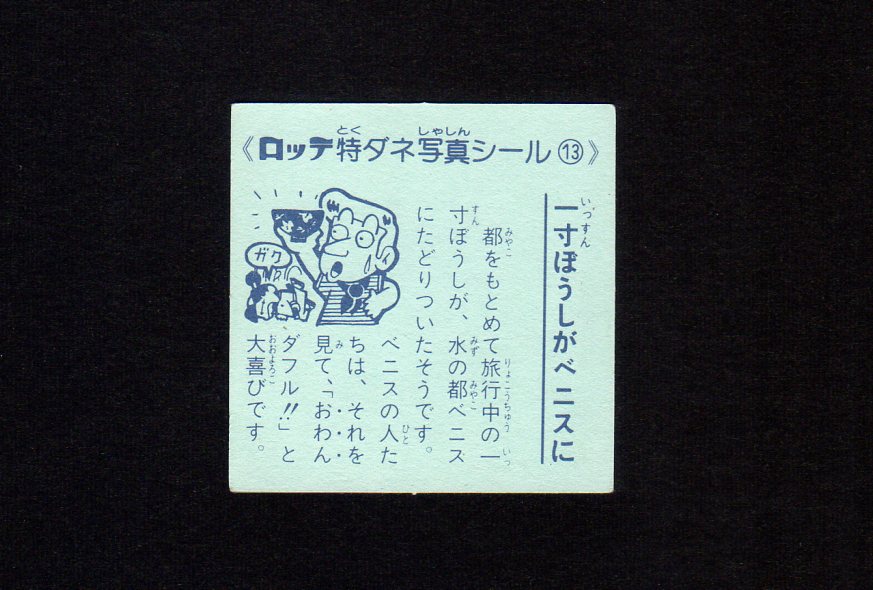 《ロッテ特ダネ写真シール⑬》
一寸ぼうしがベニスに
都をもとめて旅行中の一
寸ぼうしが、水の都ベニス
にたどりついたそうです。
ベニスの人た
ちは、それを
見て、「おわん
ダフル!!」と
大喜びです。
ガク